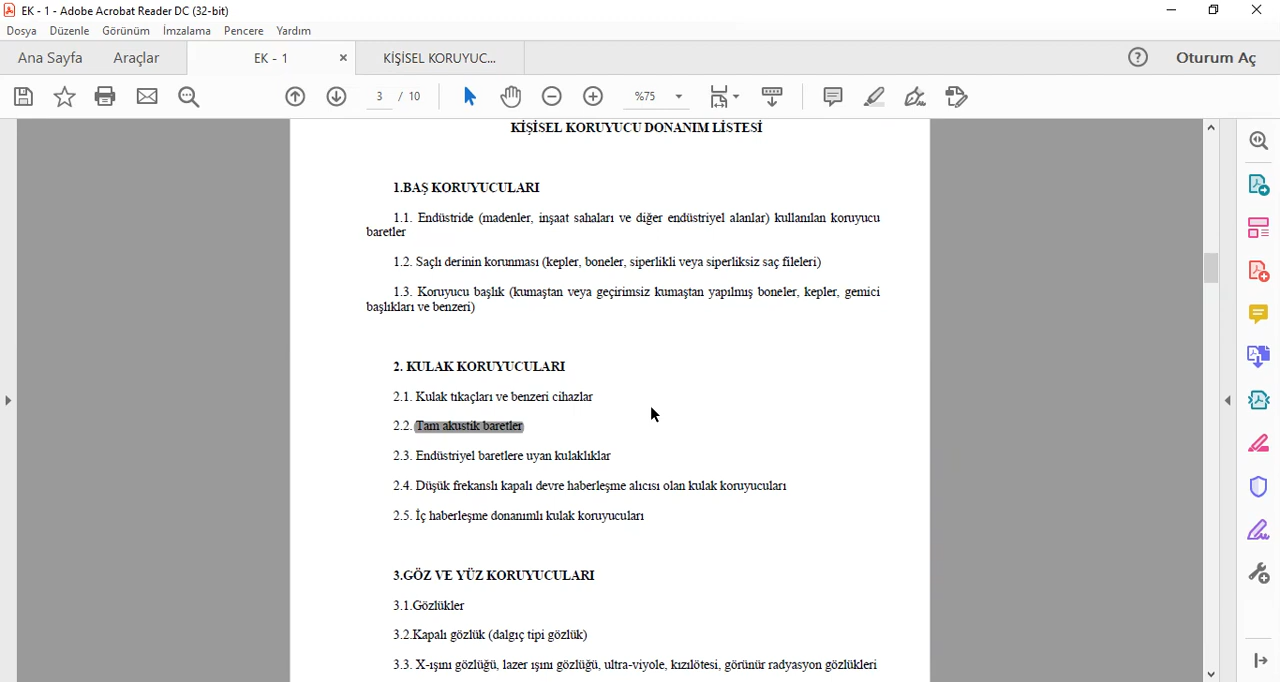 EK - 1 - Adobe Acrobat Reader DC (32-bit)
Dosya Düzenle Görünüm İmzalama Pencere Yardım
Ana Sayfa Araçlar EK - 1 × KİŞİSEL KORUYUC... ? Oturum Aç
3 / 10 %75
KİŞİSEL KORUYUCU DONANIM LİSTESİ
1.BAŞ KORUYUCULARI
1.1. Endüstride (madenler, inşaat sahaları ve diğer endüstriyel alanlar) kullanılan koruyucu
baretler
1.2. Saçlı derinin korunması (kepler, boneler, siperlikli veya siperliksiz saç fileleri)
1.3. Koruyucu başlık (kumaştan veya geçirimsiz kumaştan yapılmış boneler, kepler, gemici
başlıkları ve benzeri)
2. KULAK KORUYUCULARI
2.1. Kulak tıkaçları ve benzeri cihazlar
2.2. Tam akustik baretler
2.3. Endüstriyel baretlere uyan kulaklıklar
2.4. Düşük frekanslı kapalı devre haberleşme alıcısı olan kulak koruyucuları
2.5. İç haberleşme donanımlı kulak koruyucuları
3.GÖZ VE YÜZ KORUYUCULARI
3.1.Gözlükler
3.2.Kapalı gözlük (dalgıç tipi gözlük)
3.3. X-ışını gözlüğü, lazer ışını gözlüğü, ultra-viyole, kızılötesi, görünür radyasyon gözlükleri